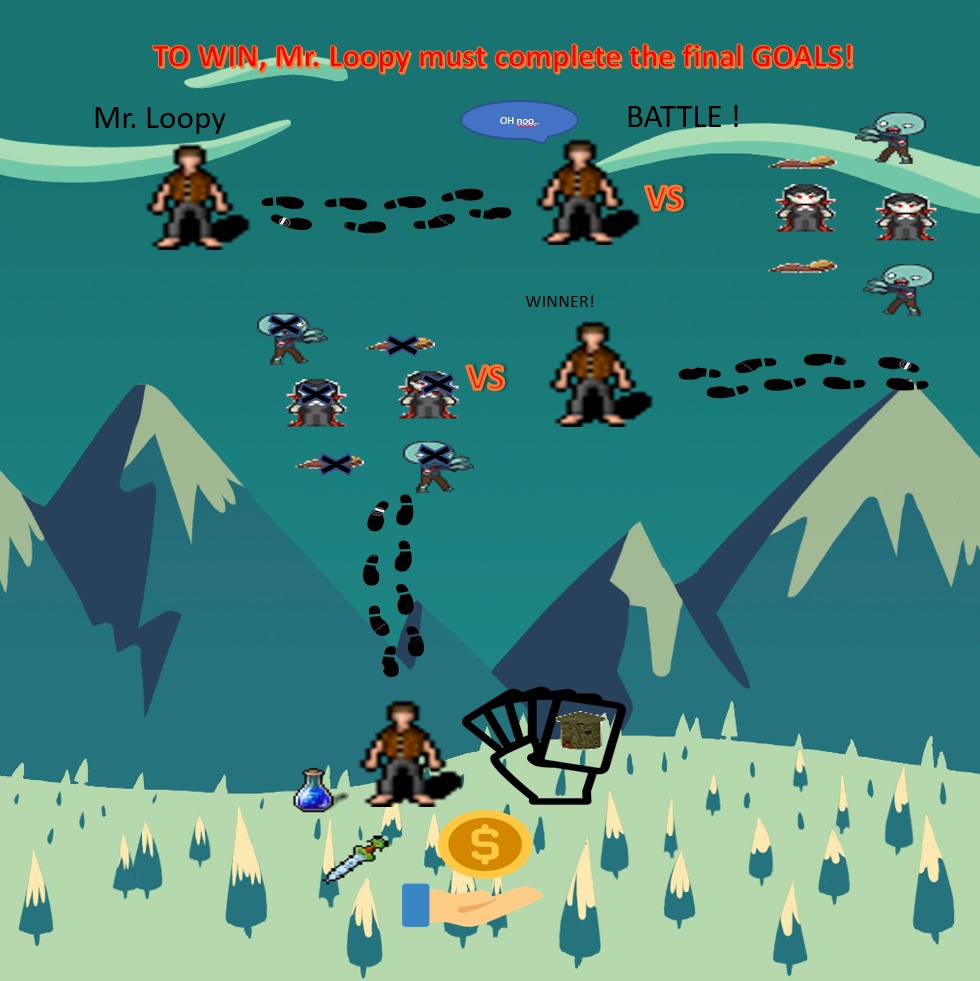 TO WIN, Mr. Loopy must complete the final GOALS!
Mr. Loopy
OH noo..
BATTLE !
VS
WINNER!
VS
$